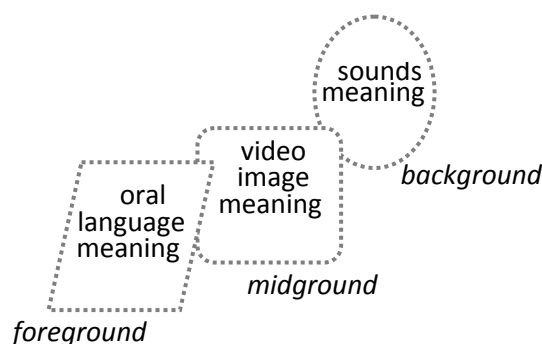 sounds
meaning
background
video
image
meaning
midground
oral
language
meaning
foreground